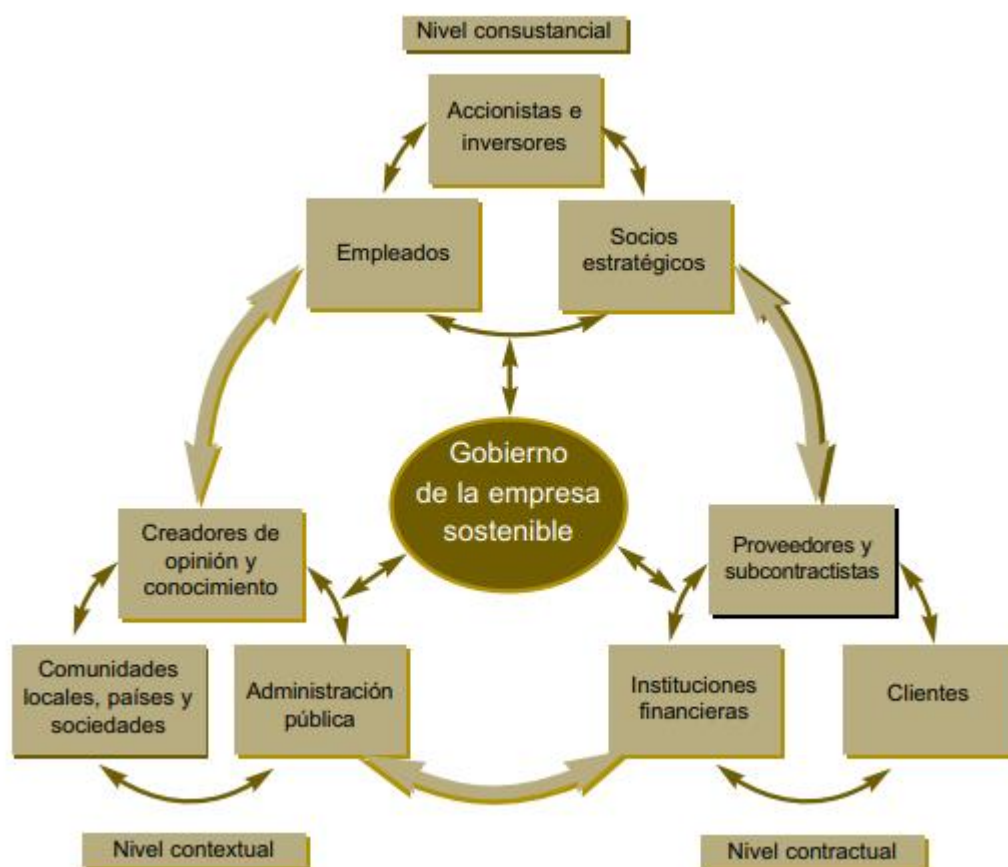 Nivel consustancial
Accionistas e
inversores
Empleados
Socios
estratégicos
Gobierno
de la empresa
sostenible
Creadores de
opinión y
conocimiento
Proveedores y
subcontractistas
Comunidades
locales, países y
sociedades
Administración
pública
Instituciones
financieras
Clientes
Nivel contextual
Nivel contractual